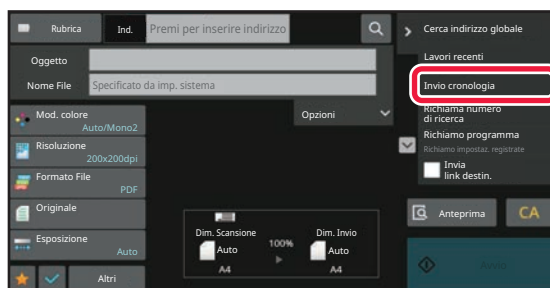 Rubrica
Ind.
Premi per inserire indirizzo
Oggetto
Nome File
Specificato da imp. sistema
Mod. colore
Auto/Mono2
Opzioni
Risoluzione
200x200dpi
Formato File
PDF
Originale
Esposizione
Auto
Altri
Dim. Scansione
100%
Dim. Invio
Auto
Auto
A4
A4
Cerca indirizzo globale
Lavori recenti
Invio cronologia
Richiama numero
di ricerca
Richiamo programma
Richiamo impostaz. registrate
Invia
link destin.
Anteprima
CA